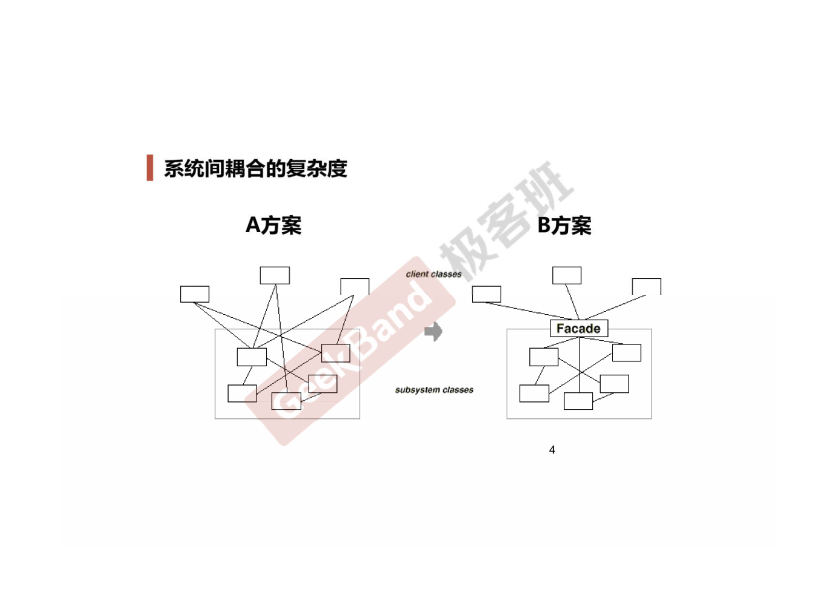 系统间耦合的复杂度
A方案
B方案
client classes
Facade
subsystem classes
4
GeekBand 极客班